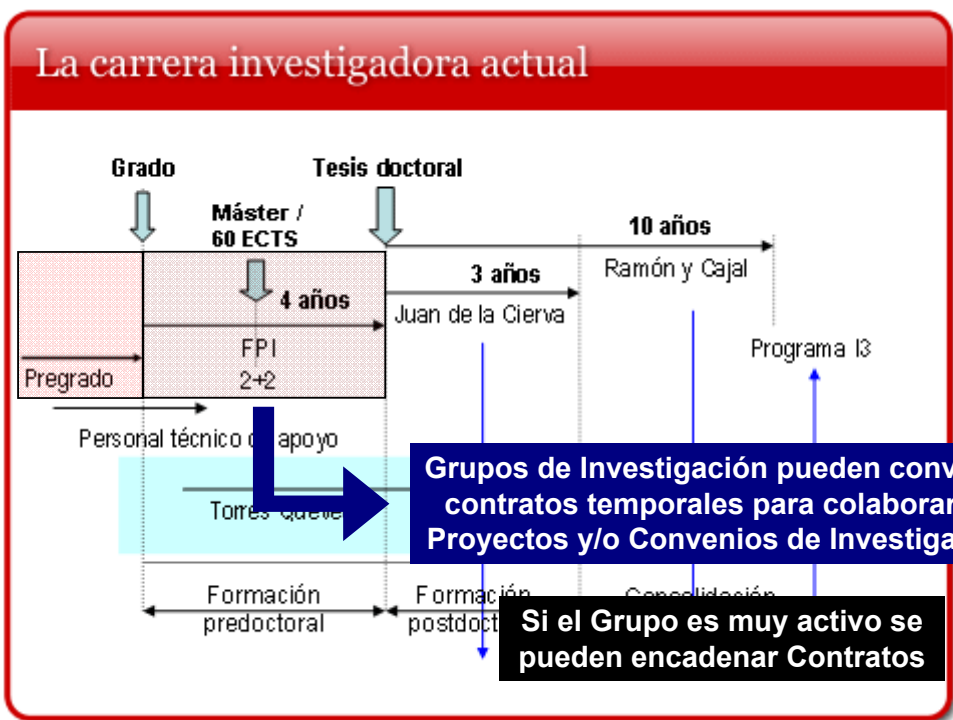 La carrera investigadora actual
Grado
Tesis doctoral
Máster /
60 ECTS
10 años
3 años
Ramón y Cajal
4 años
Juan de la Cierva
FPI
2+2
Programa I3
Pregrado
Personal técnico apoyo
Grupos de Investigación pueden
contratos temporales para colaborar
Proyectos y/o Convenios de
Torres
Formación
predoctoral
Formación
Si el Grupo es muy activo se
pueden encadenar Contratos